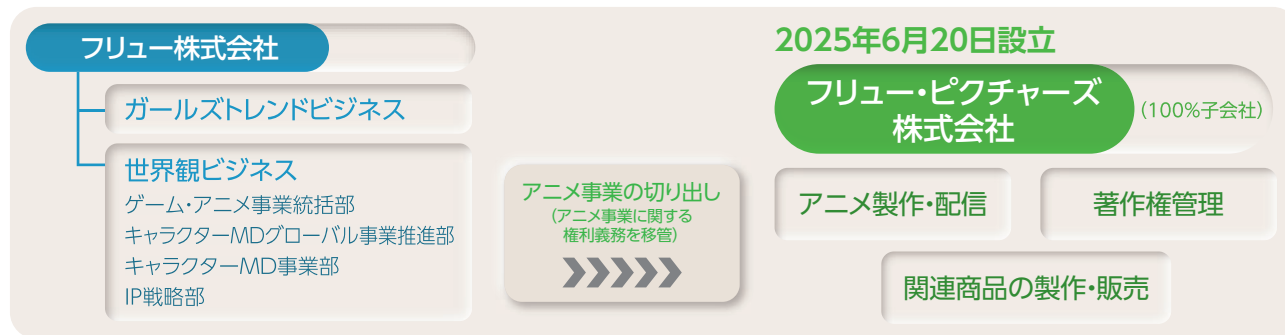 フリュー株式会社
ガールズトレンドビジネス
世界観ビジネス
ゲーム・アニメ事業統括部
キャラクターMDグローバル事業推進部
キャラクターMD事業部
IP戦略部
アニメ事業の切り出し
（アニメ事業に関する
権利義務を移管）
2025年6月20日設立
フリュー・ピクチャーズ
株式会社
（100%子会社）
アニメ製作・配信
著作権管理
関連商品の製作・販売